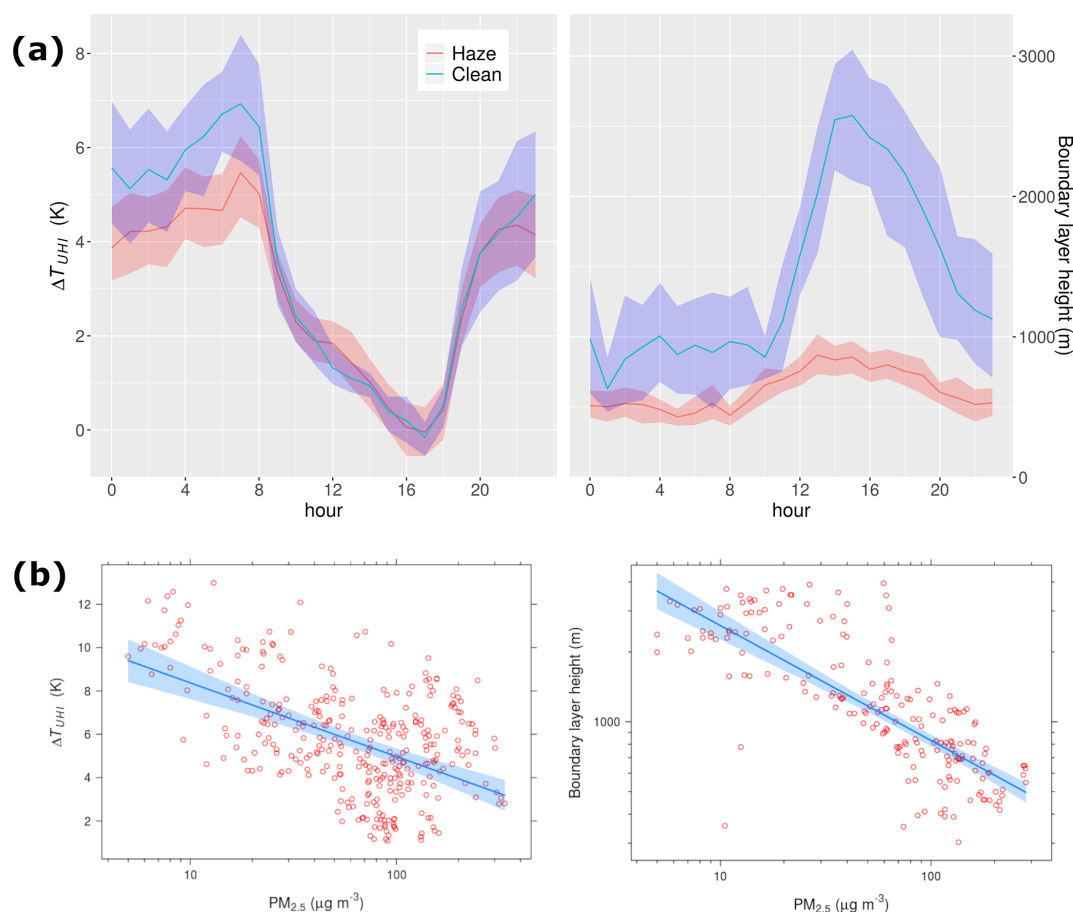 (a)
Haze
Clean
8
6
4
2
0
ΔT_UHI (K)
0 4 8 12 16 20
hour
3000
2000
1000
0
Boundary layer height (m)
0 4 8 12 16 20
hour
(b)
12
10
8
6
4
2
ΔT_UHI (K)
10 100
PM2.5 (μg m⁻³)
1000
Boundary layer height (m)
10 100
PM2.5 (μg m⁻³)